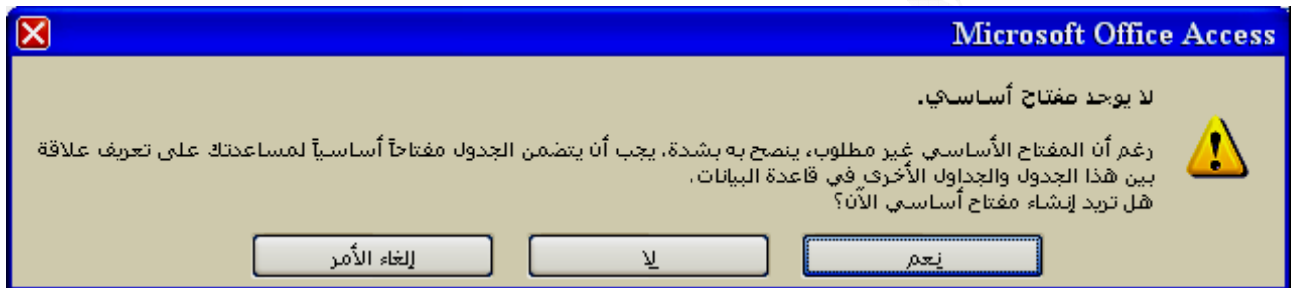 Microsoft Office Access
لا يوجد مفتاح أساسي.
رغم أن المفتاح الأساسي غير مطلوب، ينصح به بشدة. يجب أن يتضمن الجدول مفتاحاً أساسياً لمساعدتك على تعريف علاقة
بين هذا الجدول والجداول الأخرى في قاعدة البيانات.
هل تريد إنشاء مفتاح أساسي الآن؟
نعم لا إلغاء الأمر